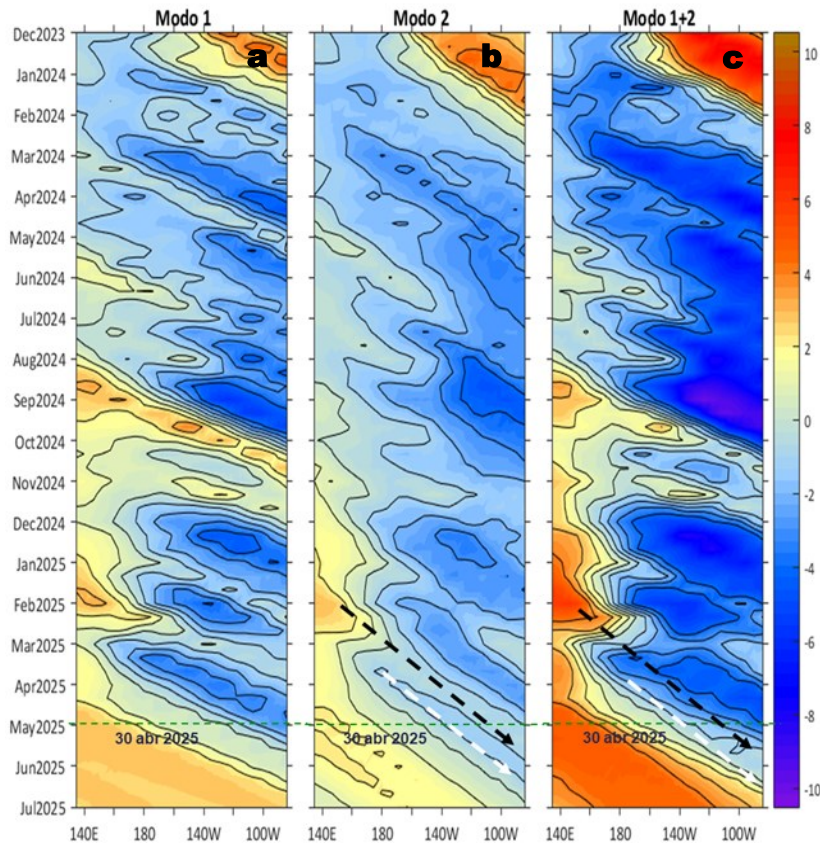 Modo 1 Modo 2 Modo 1+2
a b c
Dec2023
Jan2024
Feb2024
Mar2024
Apr2024
May2024
Jun2024
Jul2024
Aug2024
Sep2024
Oct2024
Nov2024
Dec2024
Jan2025
Feb2025
Mar2025
Apr2025
May2025
Jun2025
Jul2025
30 abr 2025 30 abr 2025 30 abr 2025
140E 180 140W 100W 140E 180 140W 100W 140E 180 140W 100W
10
8
6
4
2
0
-2
-4
-6
-8
-10